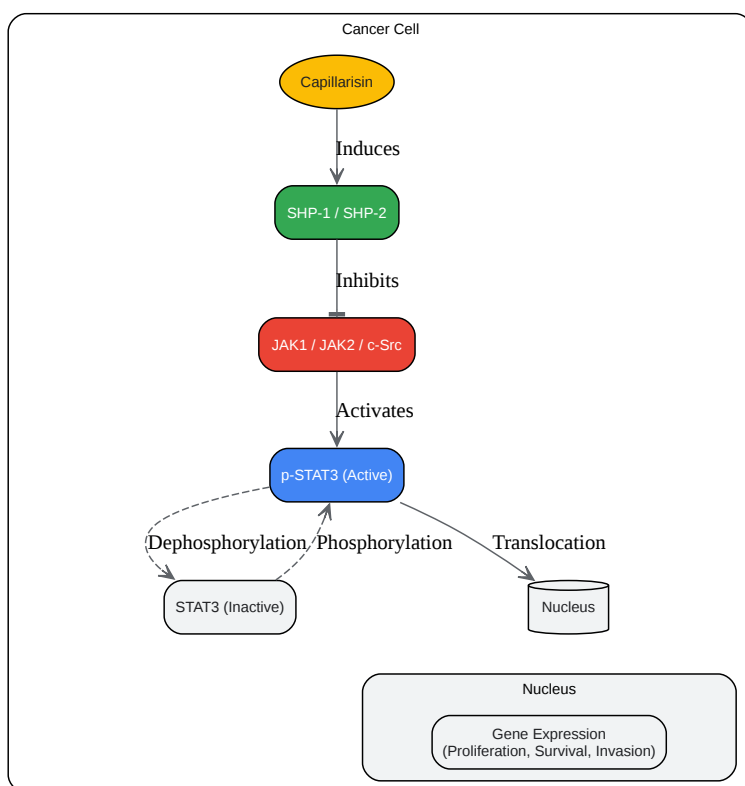 Cancer Cell
Capillarisin
Induces
SHP-1 / SHP-2
Inhibits
JAK1 / JAK2 / c-Src
Activates
p-STAT3 (Active)
Dephosphorylation
Phosphorylation
Translocation
STAT3 (Inactive)
Nucleus
Nucleus
Gene Expression
(Proliferation, Survival, Invasion)